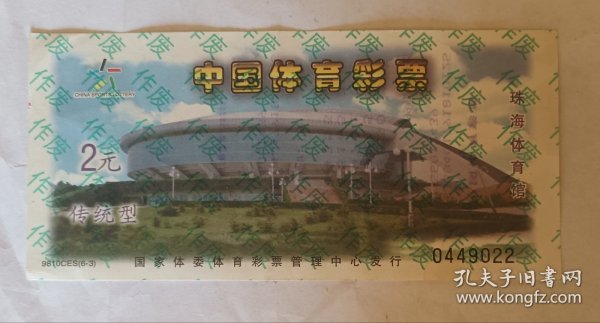 中国体育彩票
CHINA SPORTS LOTTERY
2元
传统型
珠海体育馆
9810CES(6-3)
国家体委体育彩票管理中心发行
0449022
作废
孔夫子旧书网
www.kongfz.com